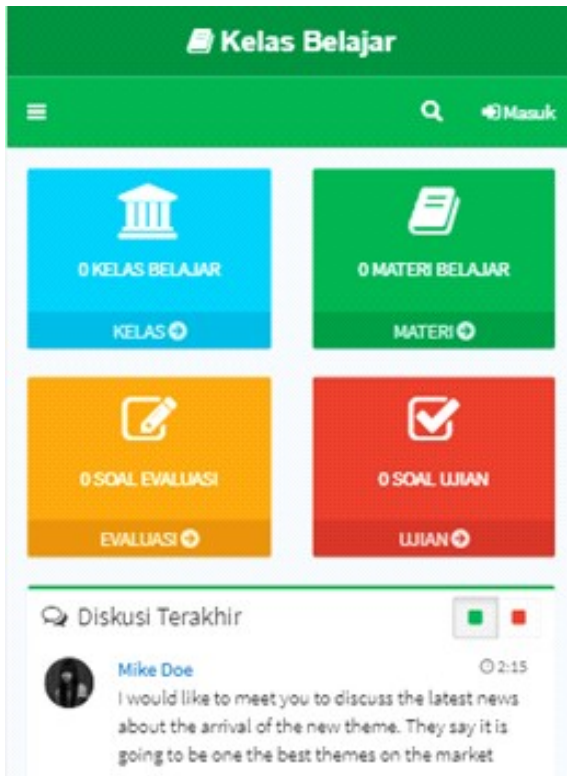 Kelas Belajar
Masuk
0 KELAS BELAJAR
KELAS
0 MATERI BELAJAR
MATERI
0 SOAL EVALUASI
EVALUASI
0 SOAL UJIAN
UJIAN
Diskusi Terakhir
Mike Doe 2:15
I would like to meet you to discuss the latest news
about the arrival of the new theme. They say it is
going to be one the best themes on the market